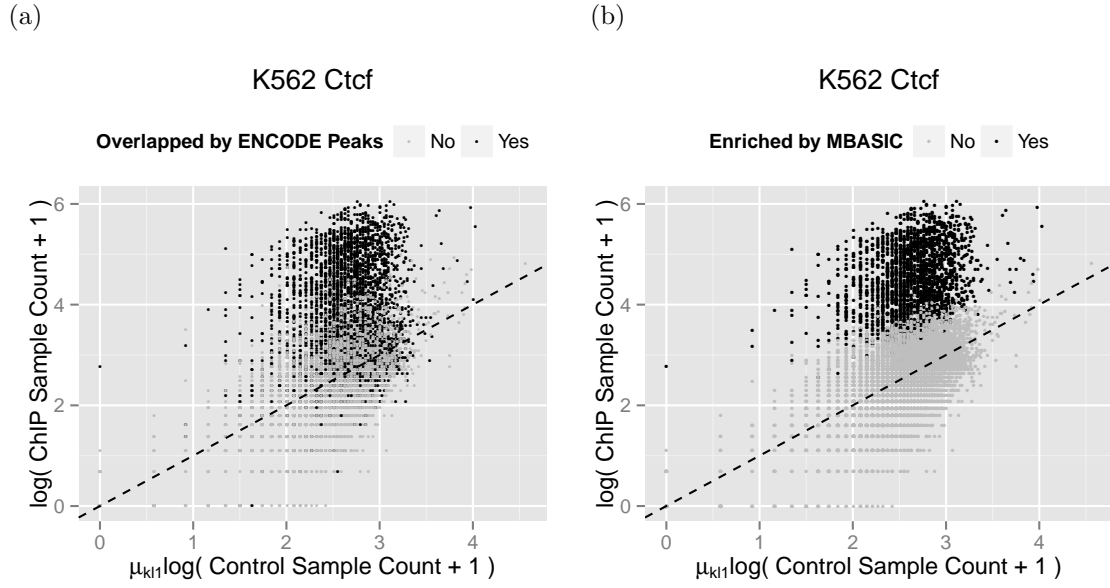 (a)
K562 Ctcf
Overlapped by ENCODE Peaks No Yes
6
4
2
0
log( ChIP Sample Count + 1 )
0 1 2 3 4
μkl1log( Control Sample Count + 1 )
(b)
K562 Ctcf
Enriched by MBASIC No Yes
6
4
2
0
log( ChIP Sample Count + 1 )
0 1 2 3 4
μkl1log( Control Sample Count + 1 )